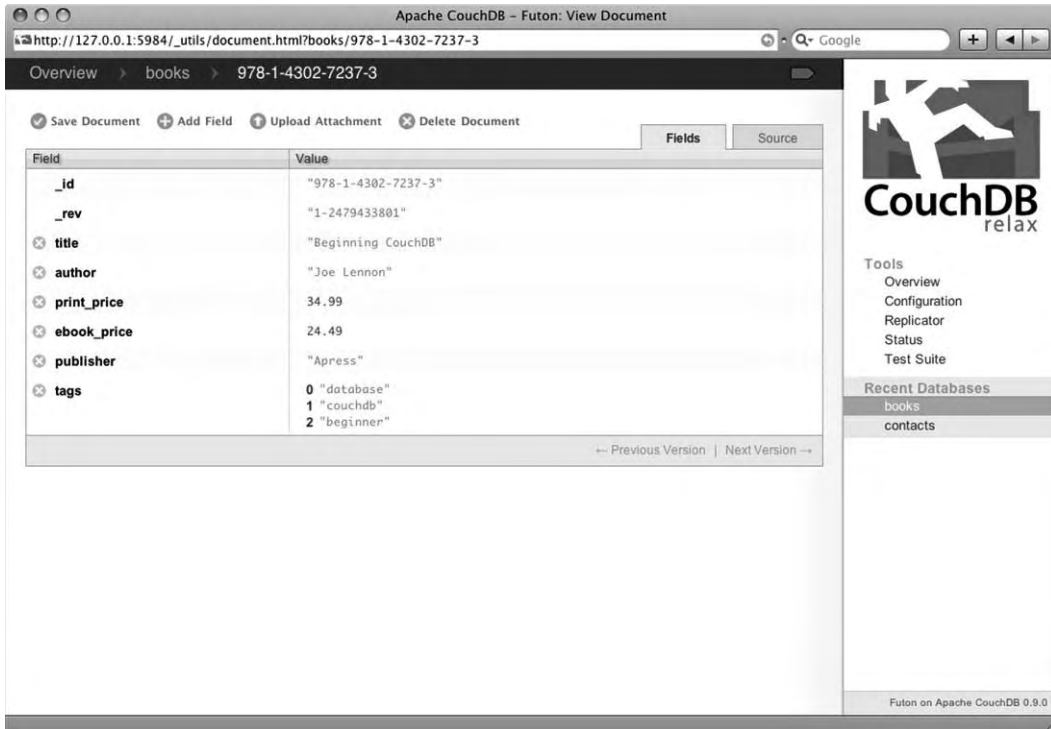 Apache CouchDB – Futon: View Document
http://127.0.0.1:5984/_utils/document.html?books/978-1-4302-7237-3
Google
Overview > books > 978-1-4302-7237-3
Save Document Add Field Upload Attachment Delete Document
Fields Source
Field Value
_id "978-1-4302-7237-3"
_rev "1-2479433801"
title "Beginning CouchDB"
author "Joe Lennon"
print_price 34.99
ebook_price 24.49
publisher "Apress"
tags 0 "database"
1 "couchdb"
2 "beginner"
← Previous Version | Next Version →
CouchDB
relax
Tools
Overview
Configuration
Replicator
Status
Test Suite
Recent Databases
books
contacts
Futon on Apache CouchDB 0.9.0